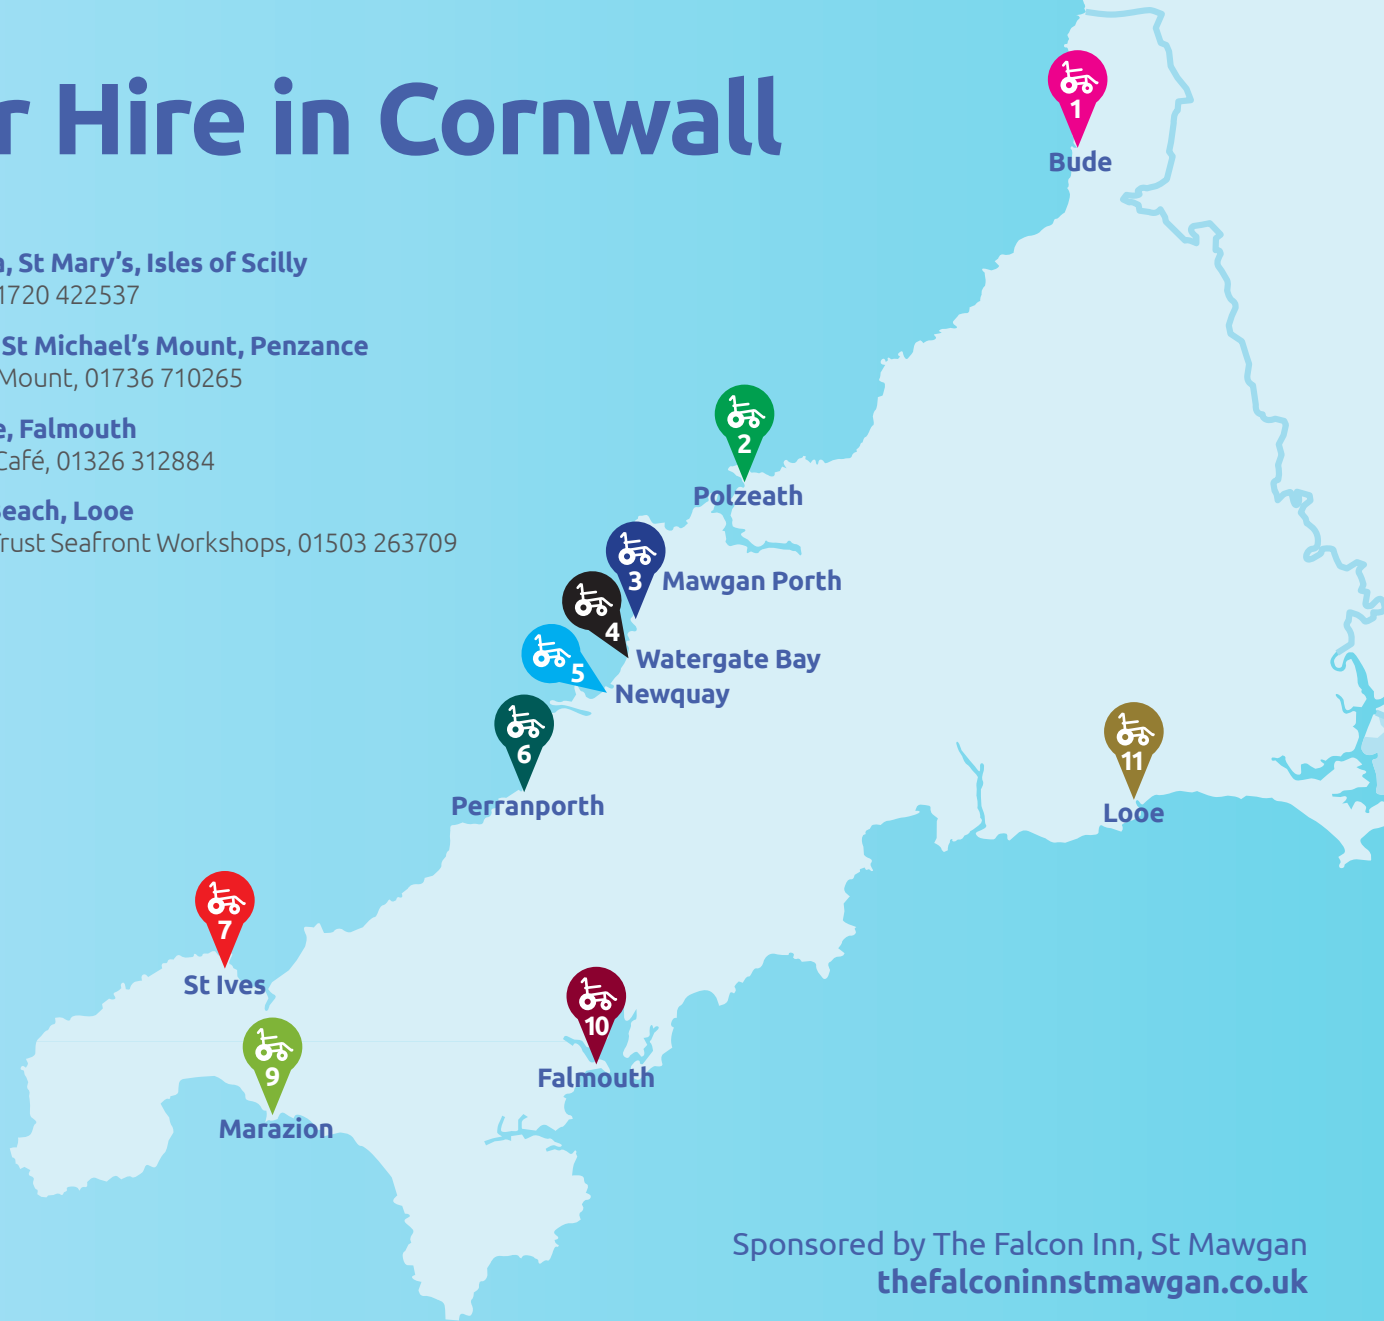 r Hire in Cornwall
, St Mary's, Isles of Scilly
1720 422537
St Michael's Mount, Penzance
Mount, 01736 710265
e, Falmouth
Café, 01326 312884
Beach, Looe
Trust Seafront Workshops, 01503 263709
1
Bude
2
Polzeath
3
Mawgan Porth
4
Watergate Bay
5
Newquay
6
Perranporth
11
Looe
7
St Ives
10
Falmouth
9
Marazion
Sponsored by The Falcon Inn, St Mawgan
thefalconinnstmawgan.co.uk